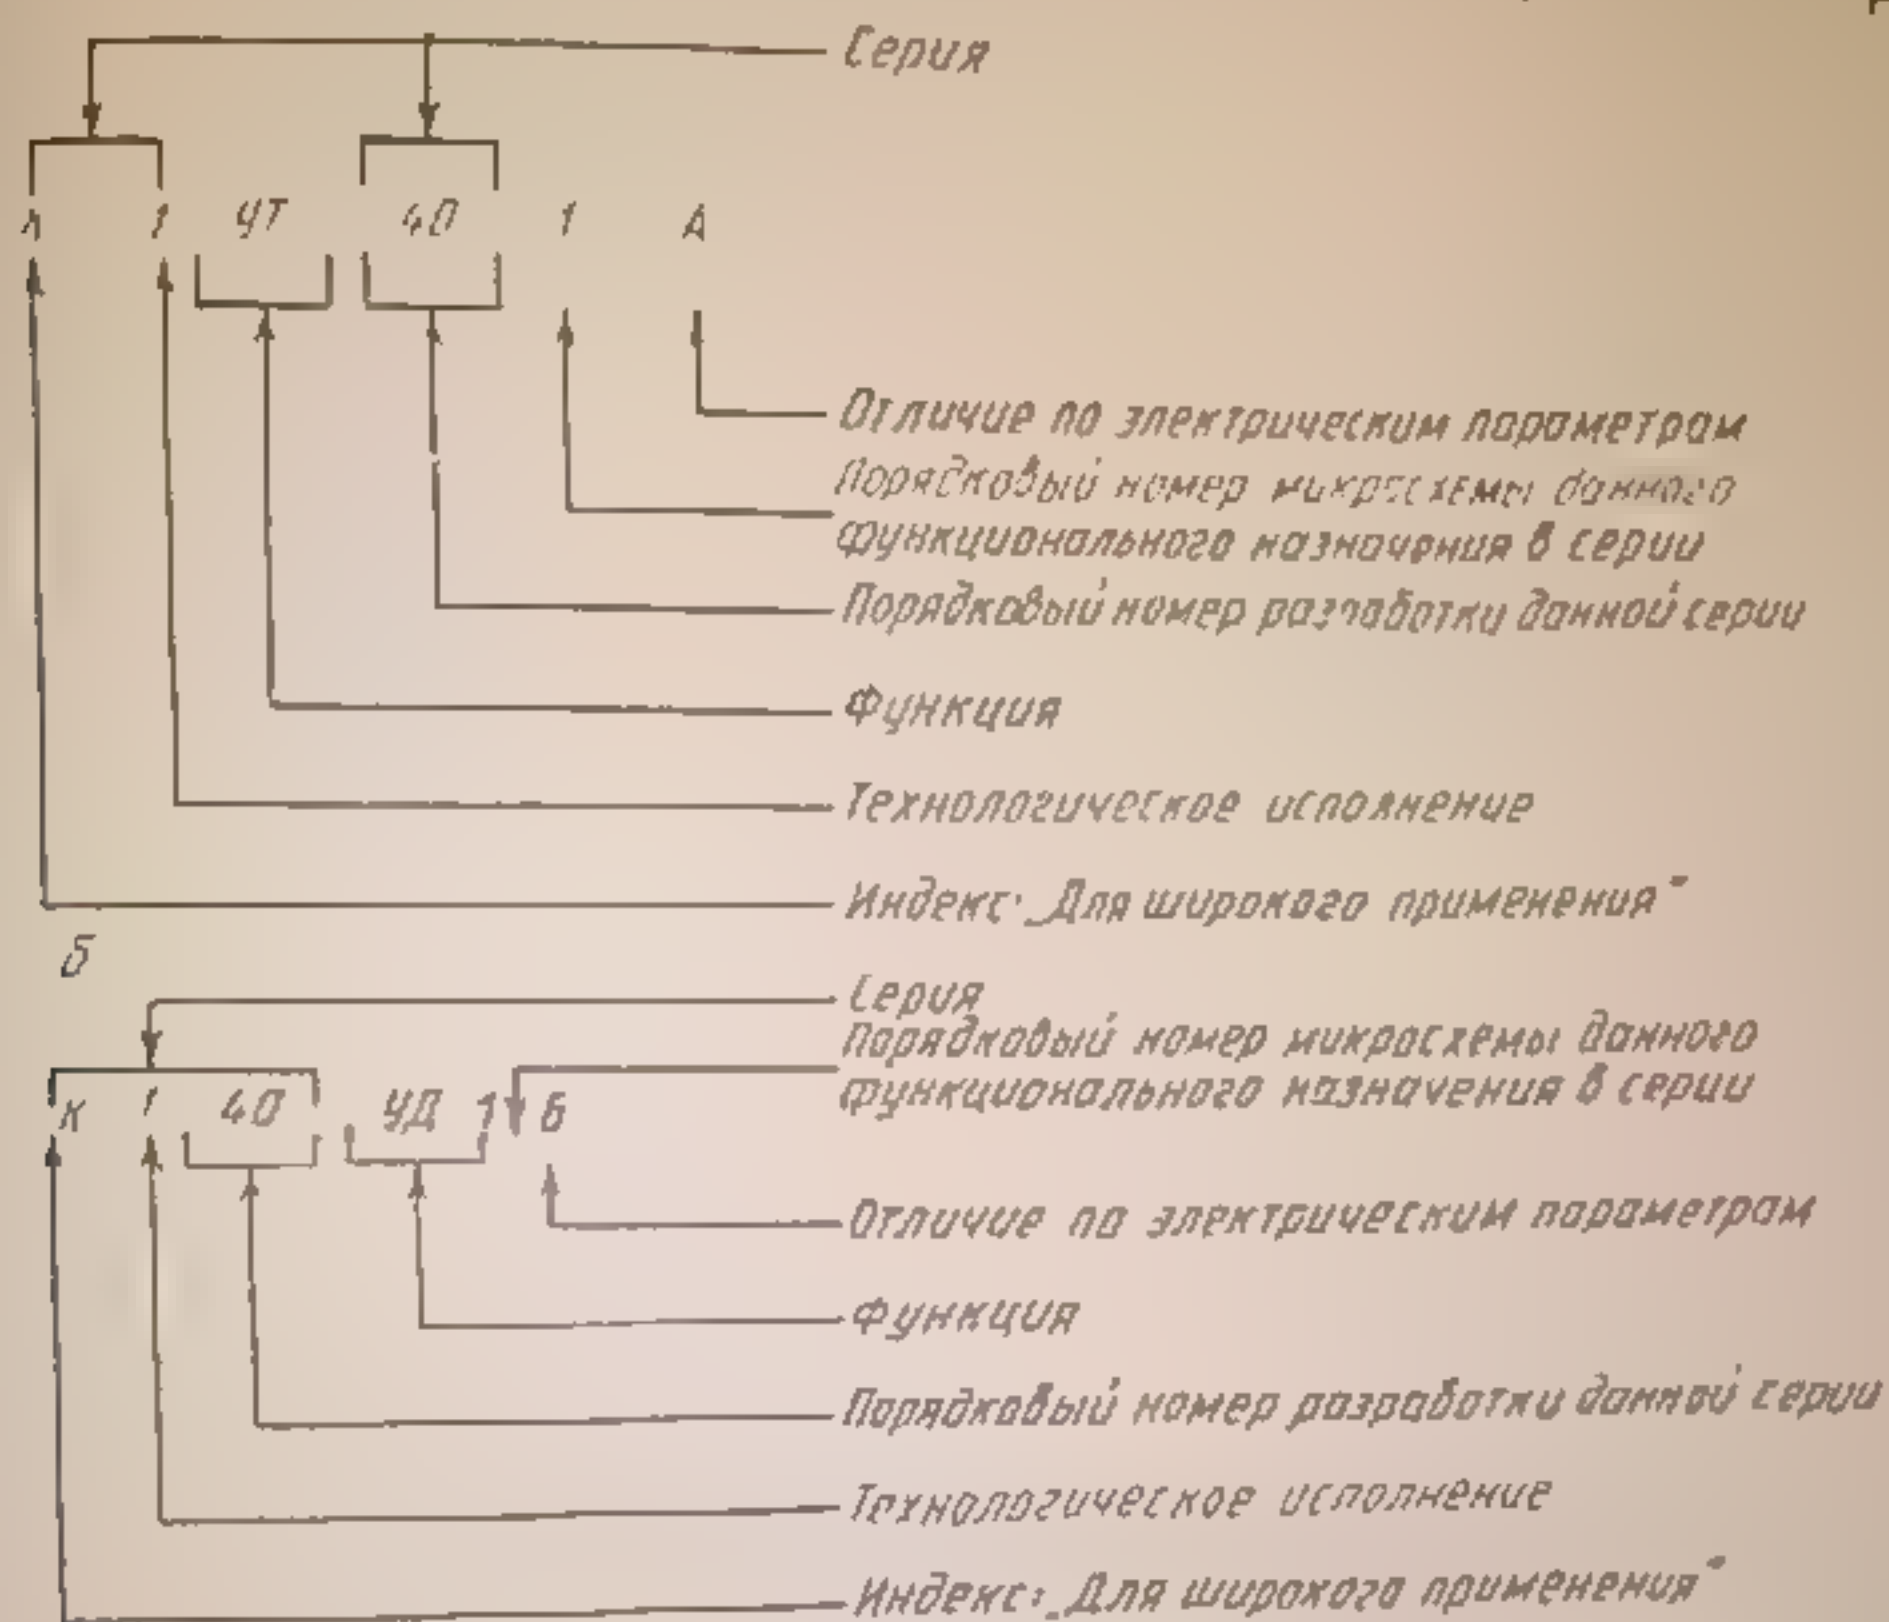 Серия
1 УТ 40 1 А
Отличие по электрическим параметрам
Порядковый номер микросхемы данного
функционального назначения в серии
Порядковый номер разработки данной серии
Функция
Технологическое исполнение
Индекс: „Для широкого применения"
б
Серия
Порядковый номер микросхемы данного
функционального назначения в серии
К 1 40 УД 1 Б
Отличие по электрическим параметрам
Функция
Порядковый номер разработки данной серии
Технологическое исполнение
Индекс: „Для широкого применения"